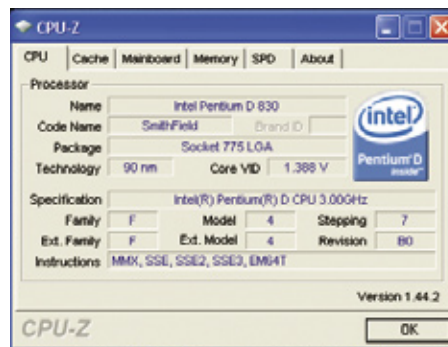 CPU-Z
CPU Cache Mainboard Memory SPD About
Processor
Name Intel Pentium D 830
Code Name SmithField Brand ID
Package Socket 775 LGA
Technology 90 nm Core VID 1.388 V
intel
Pentium D
inside
Specification Intel(R) Pentium(R) D CPU 3.00GHz
Family F Model 4 Stepping 7
Ext. Family F Ext. Model 4 Revision B0
Instructions MMX, SSE, SSE2, SSE3, EM64T
Version 1.44.2
CPU-Z OK